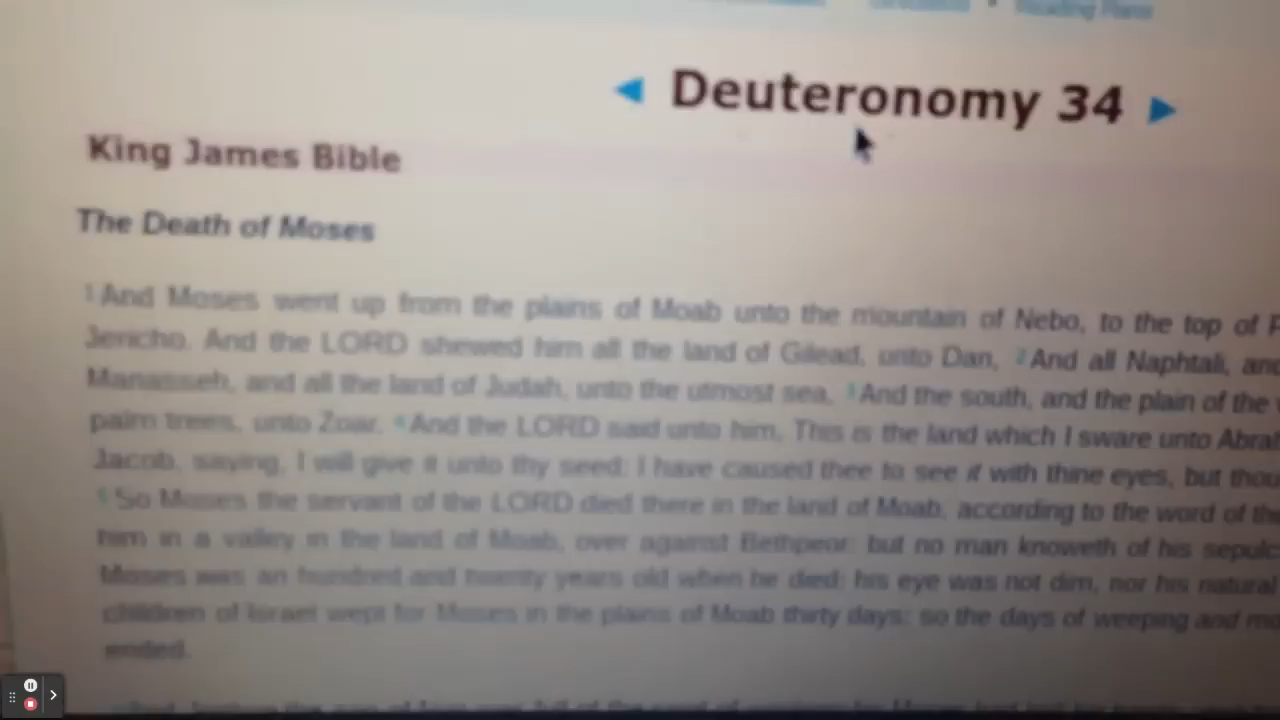 Reading Plans
Deuteronomy 34
King James Bible
The Death of Moses
1 And Moses went up from the plains of Moab unto the mountain of Nebo, to the top of
Jericho. And the LORD shewed him all the land of Gilead, unto Dan, 2 And all Naphtali, and
Manasseh, and all the land of Judah, unto the utmost sea, 3 And the south, and the plain of the
palm trees, unto Zoar. 4 And the LORD said unto him, This is the land which I sware unto
Jacob, saying, I will give it unto thy seed: I have caused thee to see it with thine eyes, but
5 So Moses the servant of the LORD died there in the land of Moab, according to the word of
him in a valley in the land of Moab, over against Bethpeor: but no man knoweth of his
Moses was an hundred and twenty years old when he died: his eye was not dim, nor his natural
children of Israel wept for Moses in the plains of Moab thirty days: so the days of weeping and
ended.